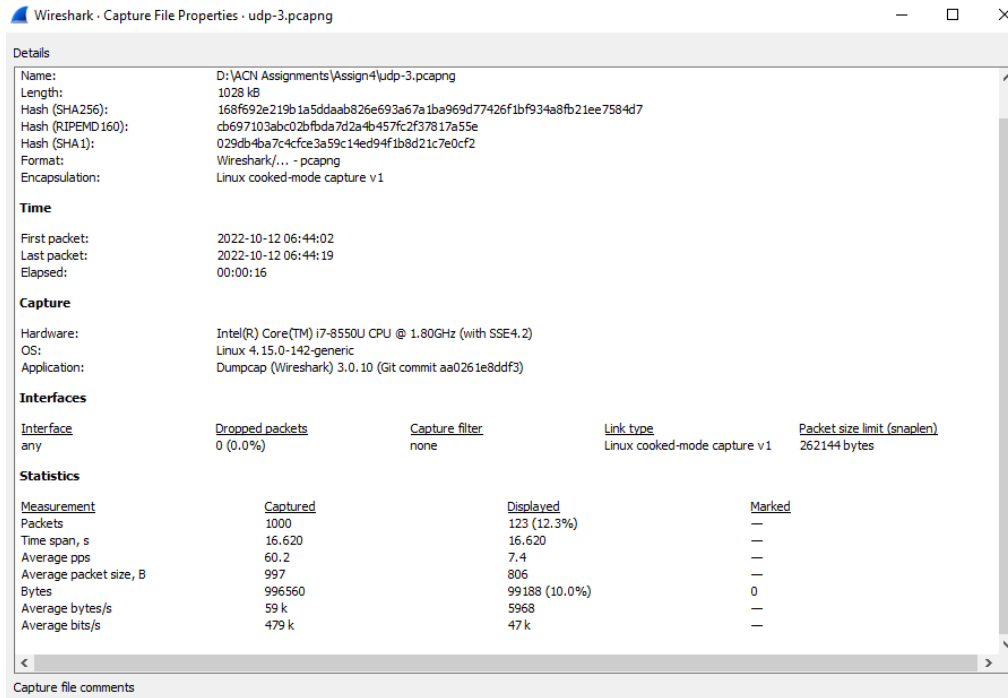 Wireshark · Capture File Properties · udp-3.pcapng
Details
Name: D:\ACN Assignments\Assign4\udp-3.pcapng
Length: 1028 kB
Hash (SHA256): 168f692e219b1a5ddaab826e693a67a1ba969d77426f1bf934a8fb21ee7584d7
Hash (RIPEMD160): cb697103abc02bfbda7d2a4b457fc2f37817a55e
Hash (SHA1): 029db4ba7c4cfce3a59c14ed94f1b8d21c7e0cf2
Format: Wireshark/... - pcapng
Encapsulation: Linux cooked-mode capture v1
Time
First packet: 2022-10-12 06:44:02
Last packet: 2022-10-12 06:44:19
Elapsed: 00:00:16
Capture
Hardware: Intel(R) Core(TM) i7-8550U CPU @ 1.80GHz (with SSE4.2)
OS: Linux 4.15.0-142-generic
Application: Dumpcap (Wireshark) 3.0.10 (Git commit aa0261e8ddf3)
Interfaces
Interface Dropped packets Capture filter Link type Packet size limit (snaplen)
any 0 (0.0%) none Linux cooked-mode capture v1 262144 bytes
Statistics
Measurement Captured Displayed Marked
Packets 1000 123 (12.3%) —
Time span, s 16.620 16.620 —
Average pps 60.2 7.4 —
Average packet size, B 997 806 —
Bytes 996560 99188 (10.0%) 0
Average bytes/s 59 k 5968 —
Average bits/s 479 k 47 k —
Capture file comments